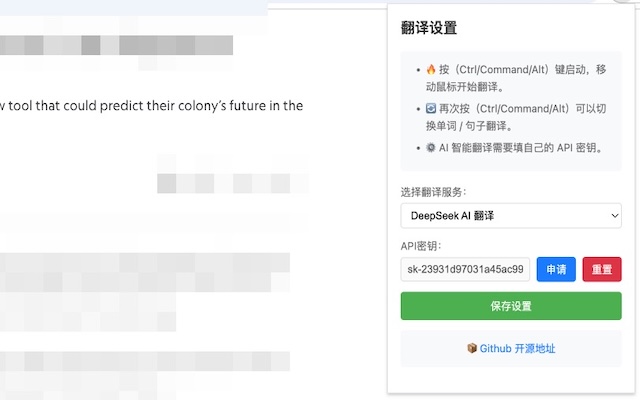 翻译设置
🔥 按（Ctrl/Command/Alt）键启动，移
动鼠标开始翻译。
🔄 再次按（Ctrl/Command/Alt）可以切
换单词 / 句子翻译。
AI 智能翻译需要填自己的 API 密钥。
w tool that could predict their colony’s future in the
选择翻译服务：
DeepSeek AI 翻译
API密钥：
sk-23931d97031a45ac99
申请
重置
保存设置
📦 Github 开源地址